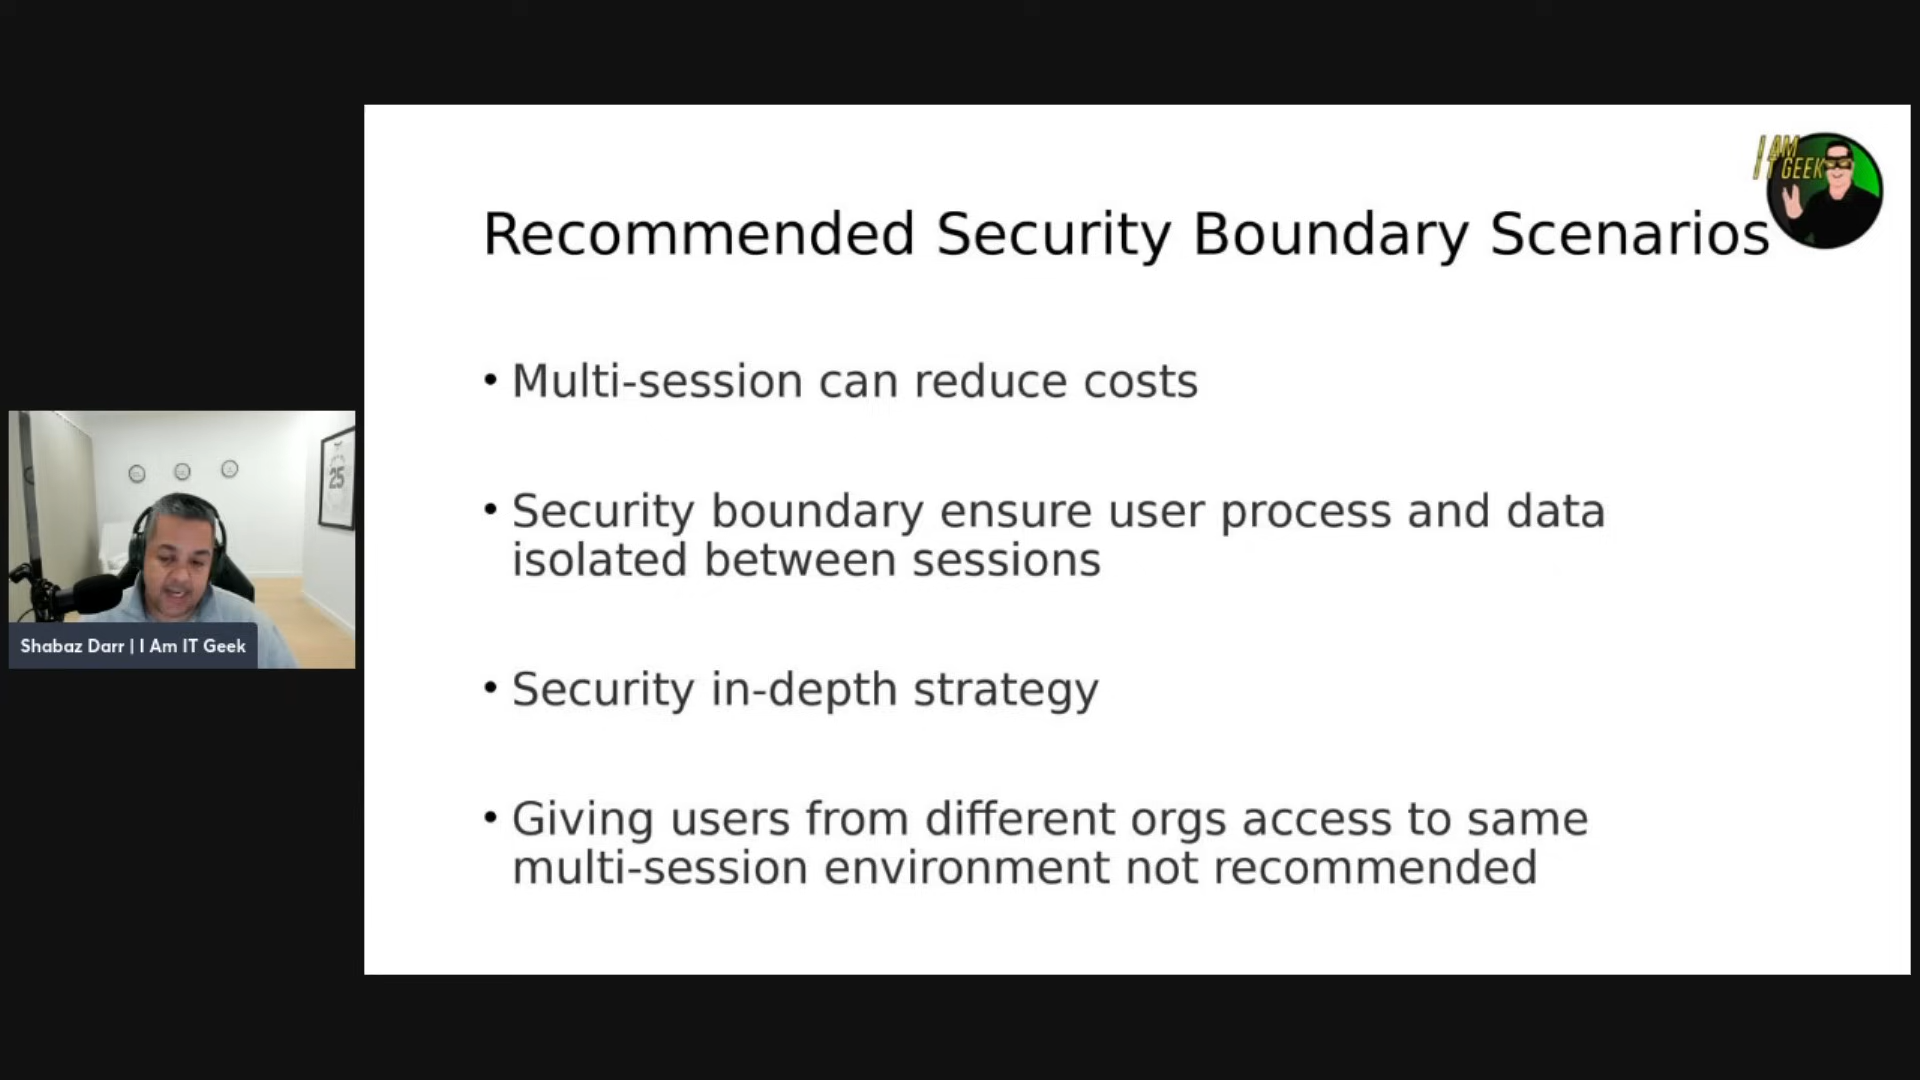 I AM
IT GEEK
Recommended Security Boundary Scenarios
• Multi-session can reduce costs
• Security boundary ensure user process and data
isolated between sessions
• Security in-depth strategy
• Giving users from different orgs access to same
multi-session environment not recommended
25
Shabaz Darr | I Am IT Geek